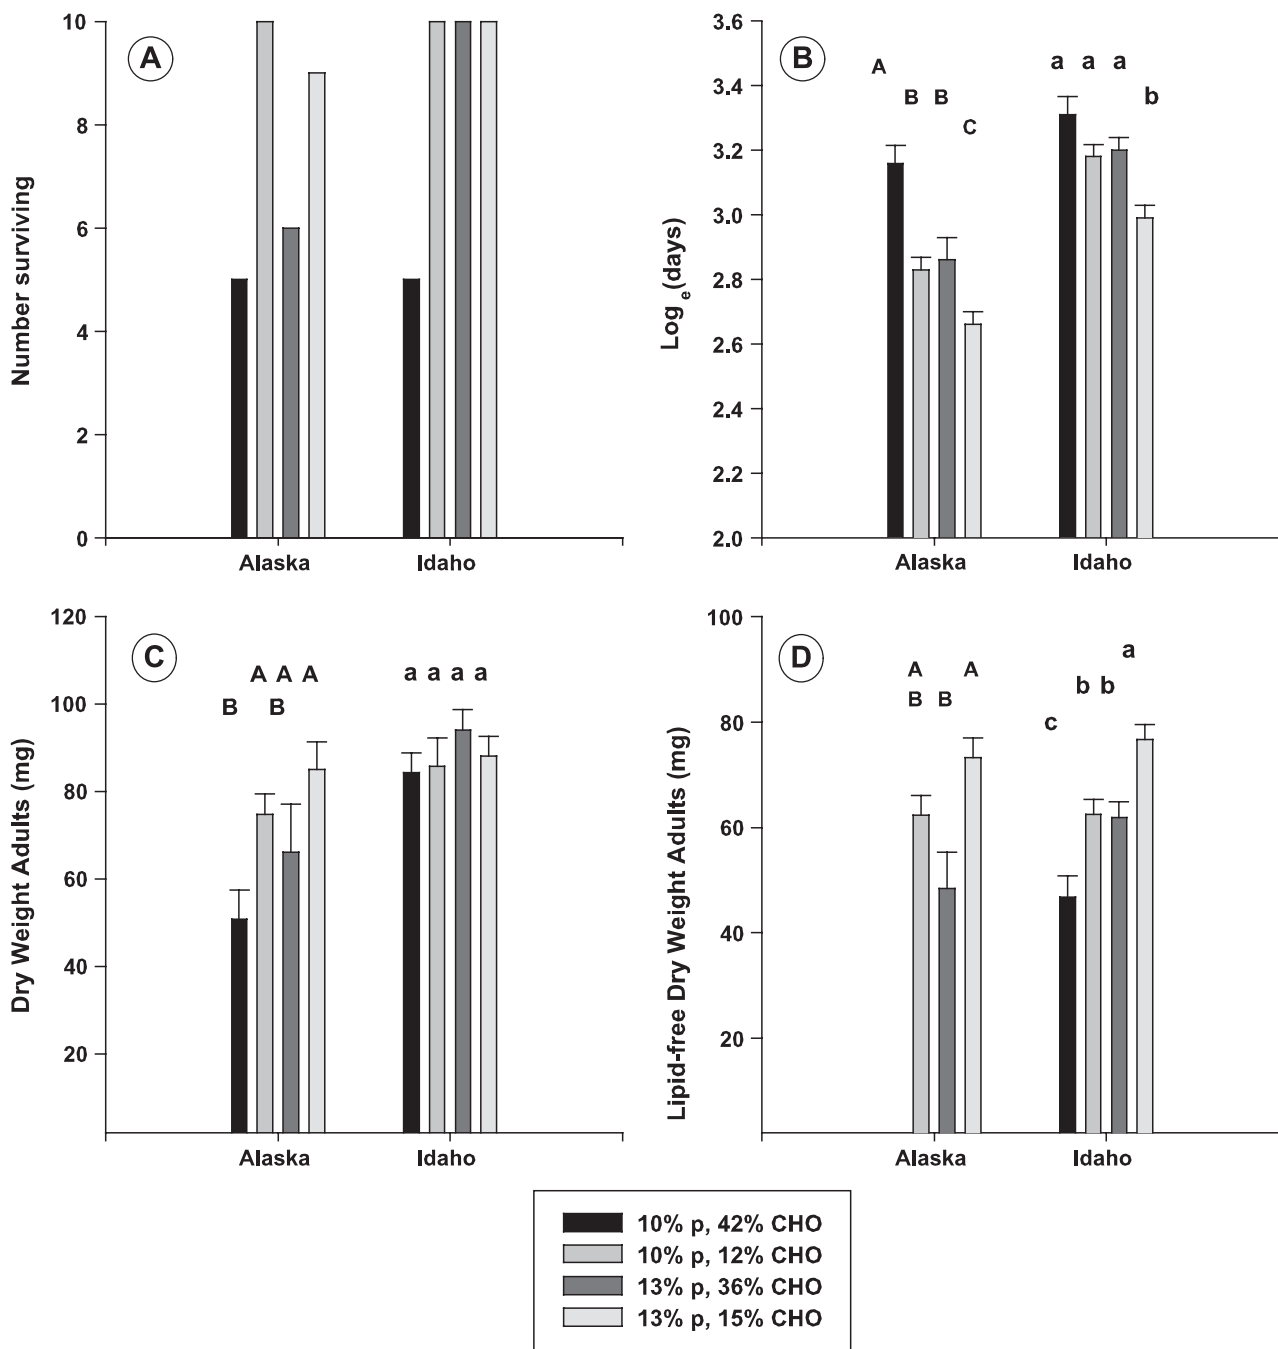 A
Number surviving
10
8
6
4
2
0
Alaska
Idaho
B
Log e (days)
3.6
3.4
3.2
3.0
2.8
2.6
2.4
2.2
2.0
A
B B
C
a a a
b
Alaska
Idaho
C
Dry Weight Adults (mg)
120
100
80
60
40
20
A A A
B B
a a a a
Alaska
Idaho
D
Lipid-free Dry Weight Adults (mg)
100
80
60
40
20
A A
B B
a
b b
c
Alaska
Idaho
10% p, 42% CHO
10% p, 12% CHO
13% p, 36% CHO
13% p, 15% CHO